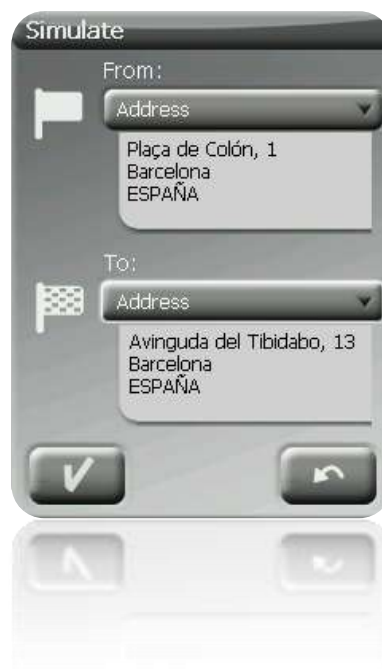 Simulate
From:
Address
Plaça de Colón, 1
Barcelona
ESPAÑA
To:
Address
Avinguda del Tibidabo, 13
Barcelona
ESPAÑA